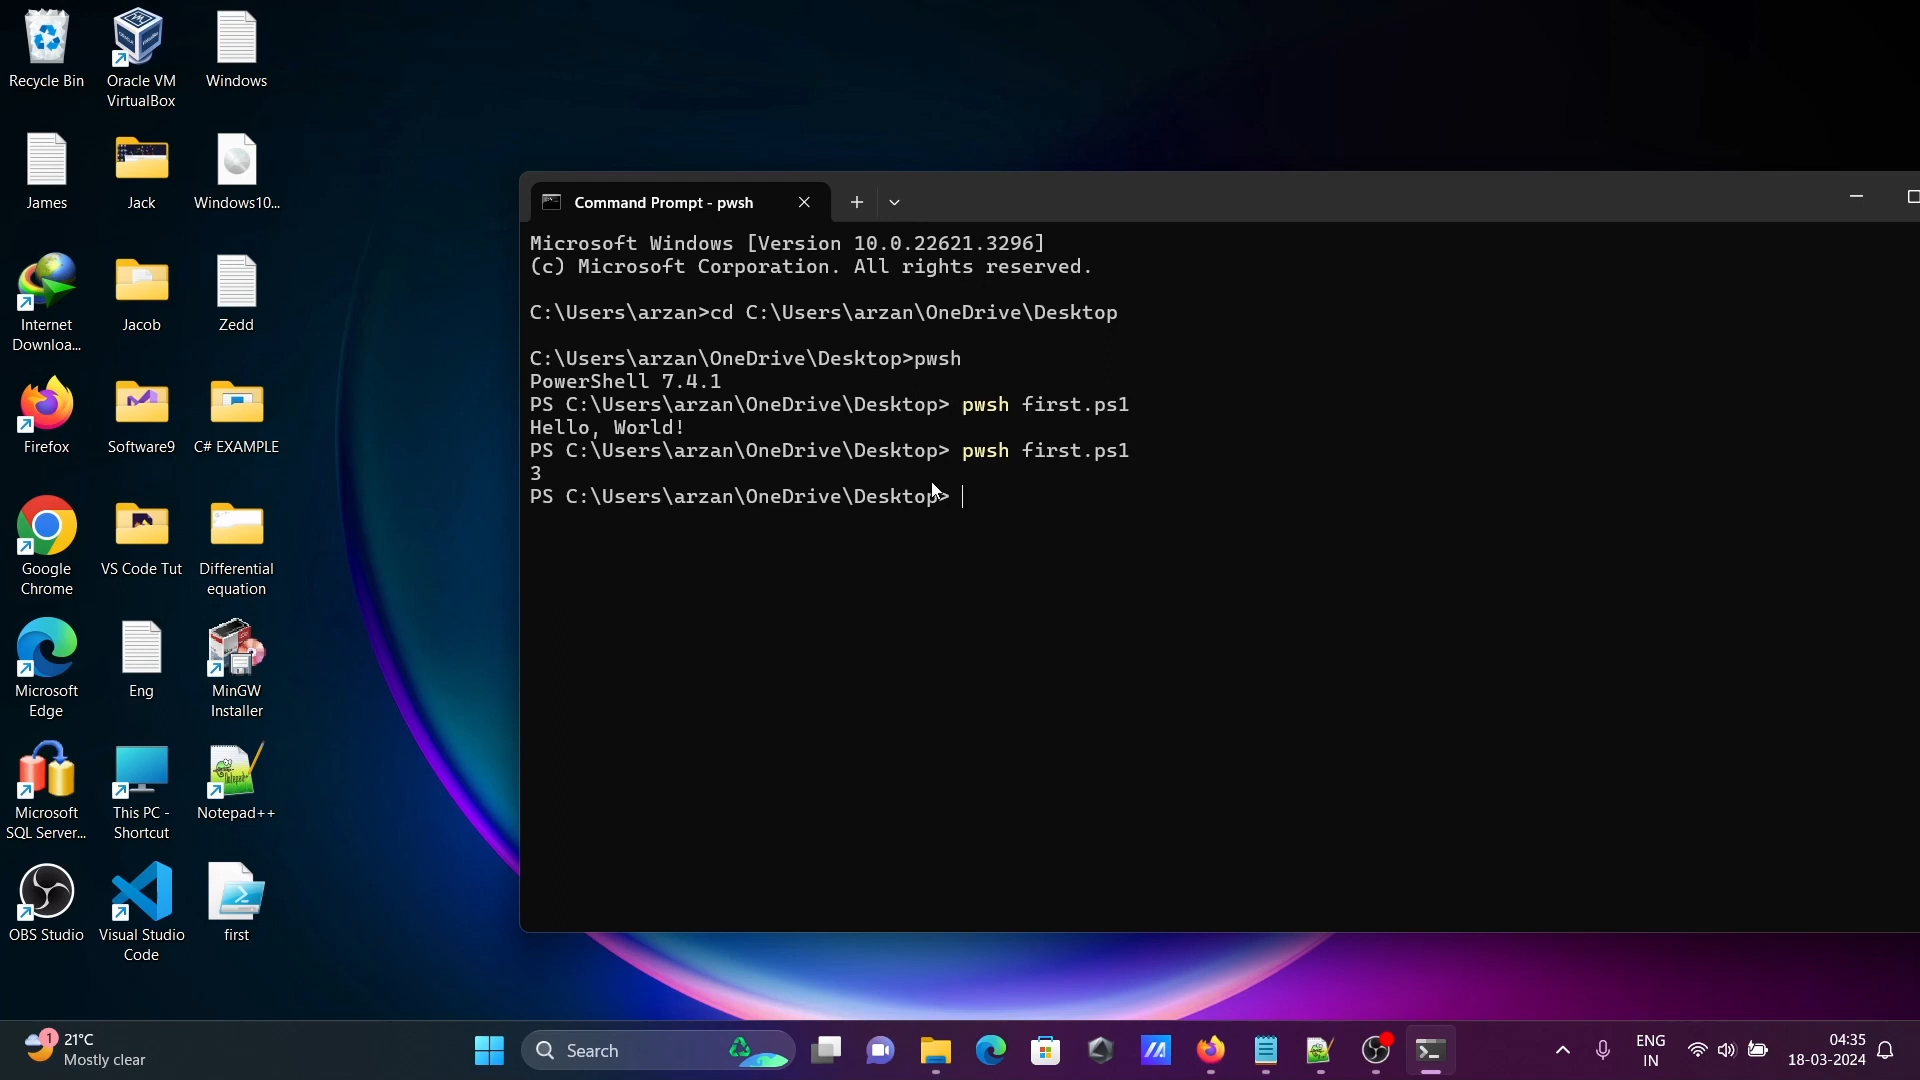 Recycle Bin
Oracle VM
VirtualBox
Windows
James
Jack
Windows10...
Internet
Downloa...
Jacob
Zedd
Firefox
Software9
C# EXAMPLE
Google
Chrome
VS Code Tut
Differential
equation
Microsoft
Edge
Eng
MinGW
Installer
Microsoft
SQL Server...
This PC -
Shortcut
Notepad++
OBS Studio
Visual Studio
Code
first
Command Prompt - pwsh
Microsoft Windows [Version 10.0.22621.3296]
(c) Microsoft Corporation. All rights reserved.
C:\Users\arzan>cd C:\Users\arzan\OneDrive\Desktop
C:\Users\arzan\OneDrive\Desktop>pwsh
PowerShell 7.4.1
PS C:\Users\arzan\OneDrive\Desktop> pwsh first.ps1
Hello, World!
PS C:\Users\arzan\OneDrive\Desktop> pwsh first.ps1
3
PS C:\Users\arzan\OneDrive\Desktop>
1
21°C
Mostly clear
Search
ENG
IN
04:35
18-03-2024